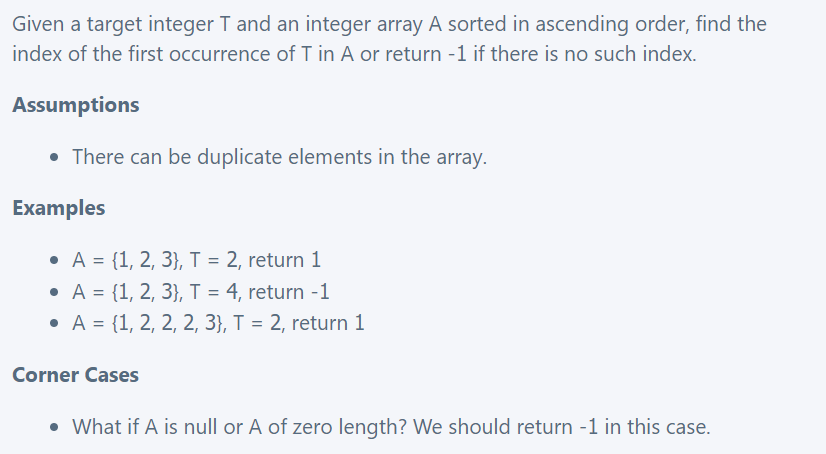 Given a target integer T and an integer array A sorted in ascending order, find the
index of the first occurrence of T in A or return -1 if there is no such index.
Assumptions
• There can be duplicate elements in the array.
Examples
• A = {1, 2, 3}, T = 2, return 1
• A = {1, 2, 3}, T = 4, return -1
• A = {1, 2, 2, 2, 3}, T = 2, return 1
Corner Cases
• What if A is null or A of zero length? We should return -1 in this case.